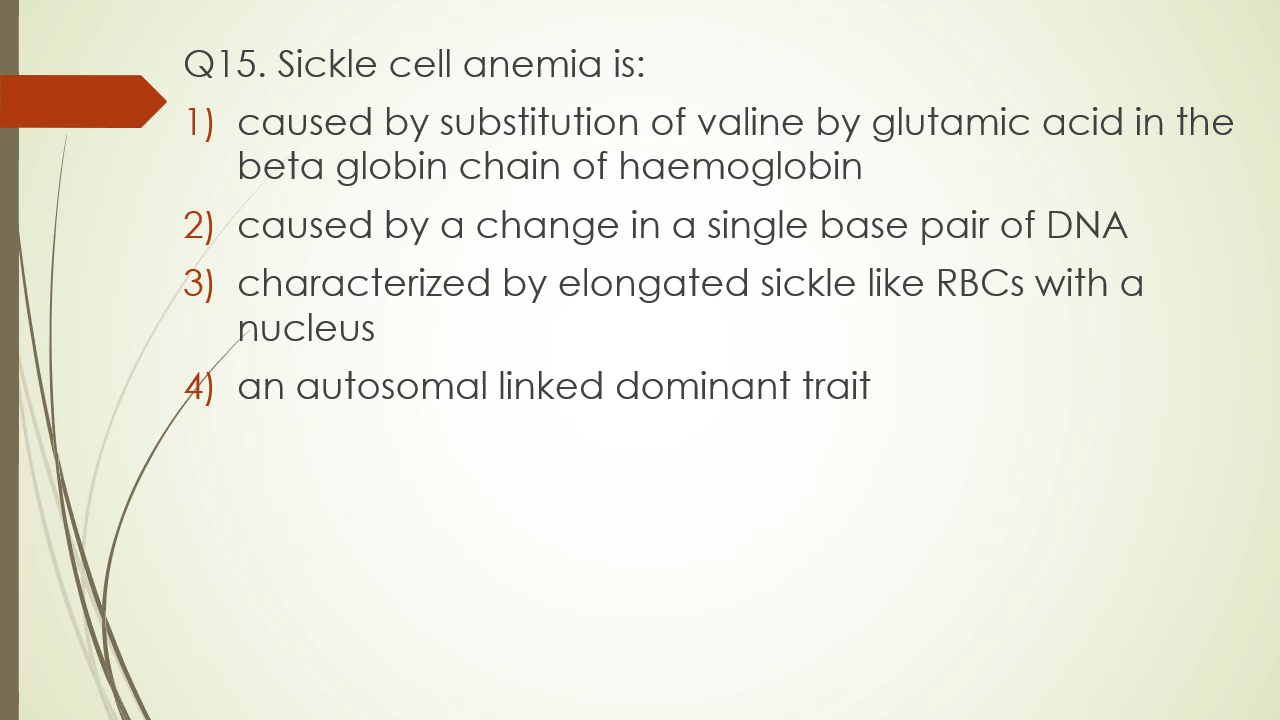 Q15. Sickle cell anemia is:
1) caused by substitution of valine by glutamic acid in the
beta globin chain of haemoglobin
2) caused by a change in a single base pair of DNA
3) characterized by elongated sickle like RBCs with a
nucleus
4) an autosomal linked dominant trait